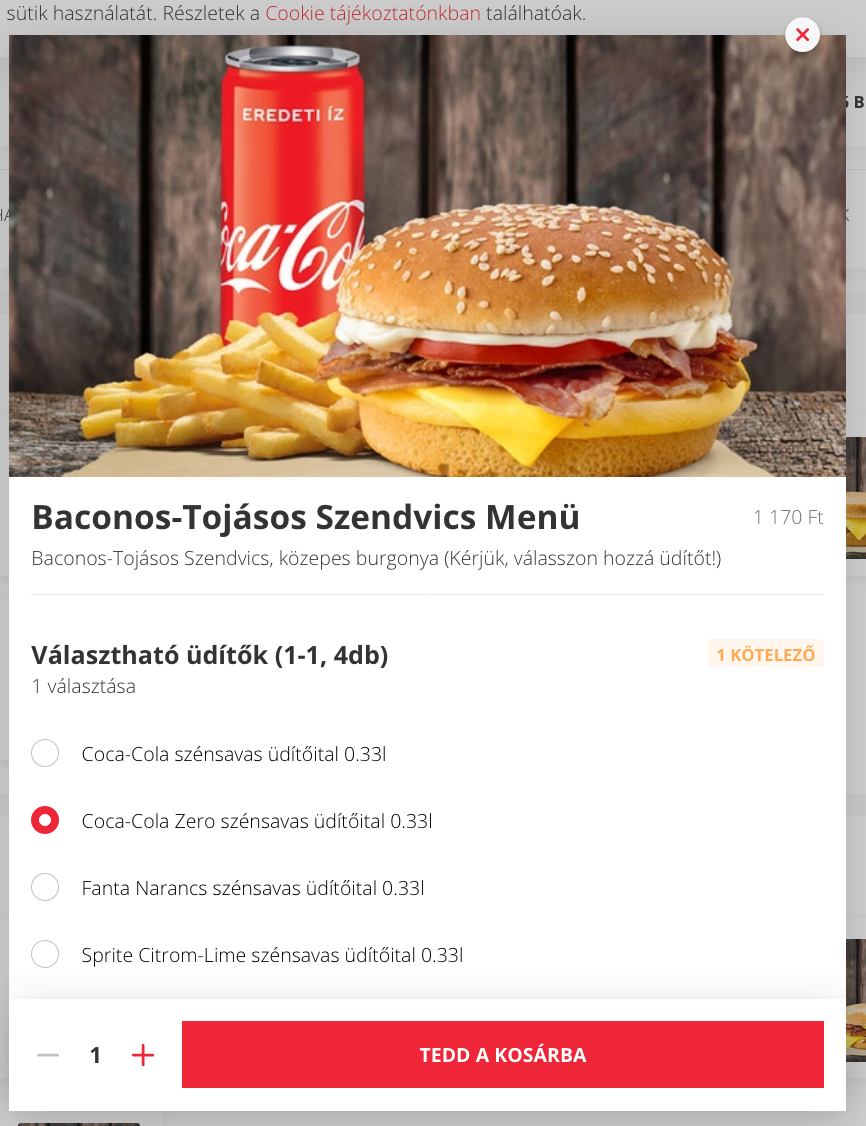 sütik használatát. Részletek a Cookie tájékoztatónkban találhatóak.
EREDETI ÍZ
Coca-Cola
Baconos-Tojásos Szendvics Menü
1 170 Ft
Baconos-Tojásos Szendvics, közepes burgonya (Kérjük, válasszon hozzá üdítőt!)
Választható üdítők (1-1, 4db)
1 KÖTELEZŐ
1 választása
Coca-Cola szénsavas üdítőital 0.33l
Coca-Cola Zero szénsavas üdítőital 0.33l
Fanta Narancs szénsavas üdítőital 0.33l
Sprite Citrom-Lime szénsavas üdítőital 0.33l
1
TEDD A KOSÁRBA